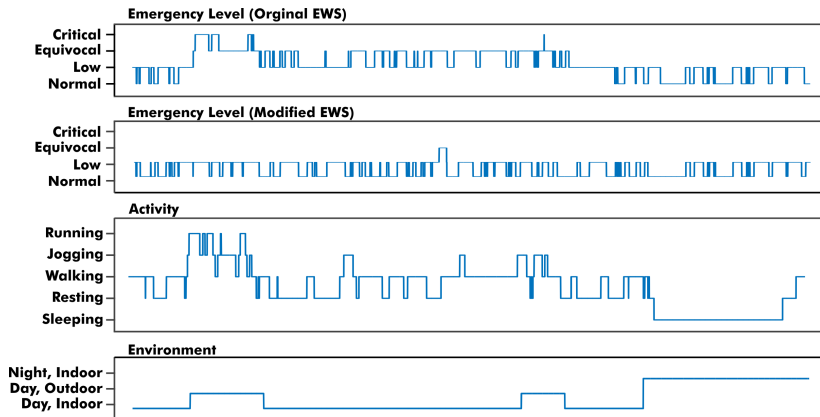 Emergency Level (Orginal EWS)
Critical
Equivocal
Low
Normal
Emergency Level (Modified EWS)
Critical
Equivocal
Low
Normal
Activity
Running
Jogging
Walking
Resting
Sleeping
Environment
Night, Indoor
Day, Outdoor
Day, Indoor